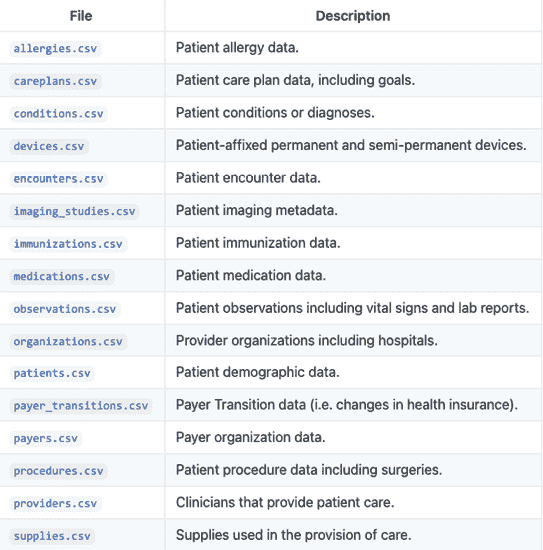 File Description
allergies.csv Patient allergy data.
careplans.csv Patient care plan data, including goals.
conditions.csv Patient conditions or diagnoses.
devices.csv Patient-affixed permanent and semi-permanent devices.
encounters.csv Patient encounter data.
imaging_studies.csv Patient imaging metadata.
immunizations.csv Patient immunization data.
medications.csv Patient medication data.
observations.csv Patient observations including vital signs and lab reports.
organizations.csv Provider organizations including hospitals.
patients.csv Patient demographic data.
payer_transitions.csv Payer Transition data (i.e. changes in health insurance).
payers.csv Payer organization data.
procedures.csv Patient procedure data including surgeries.
providers.csv Clinicians that provide patient care.
supplies.csv Supplies used in the provision of care.